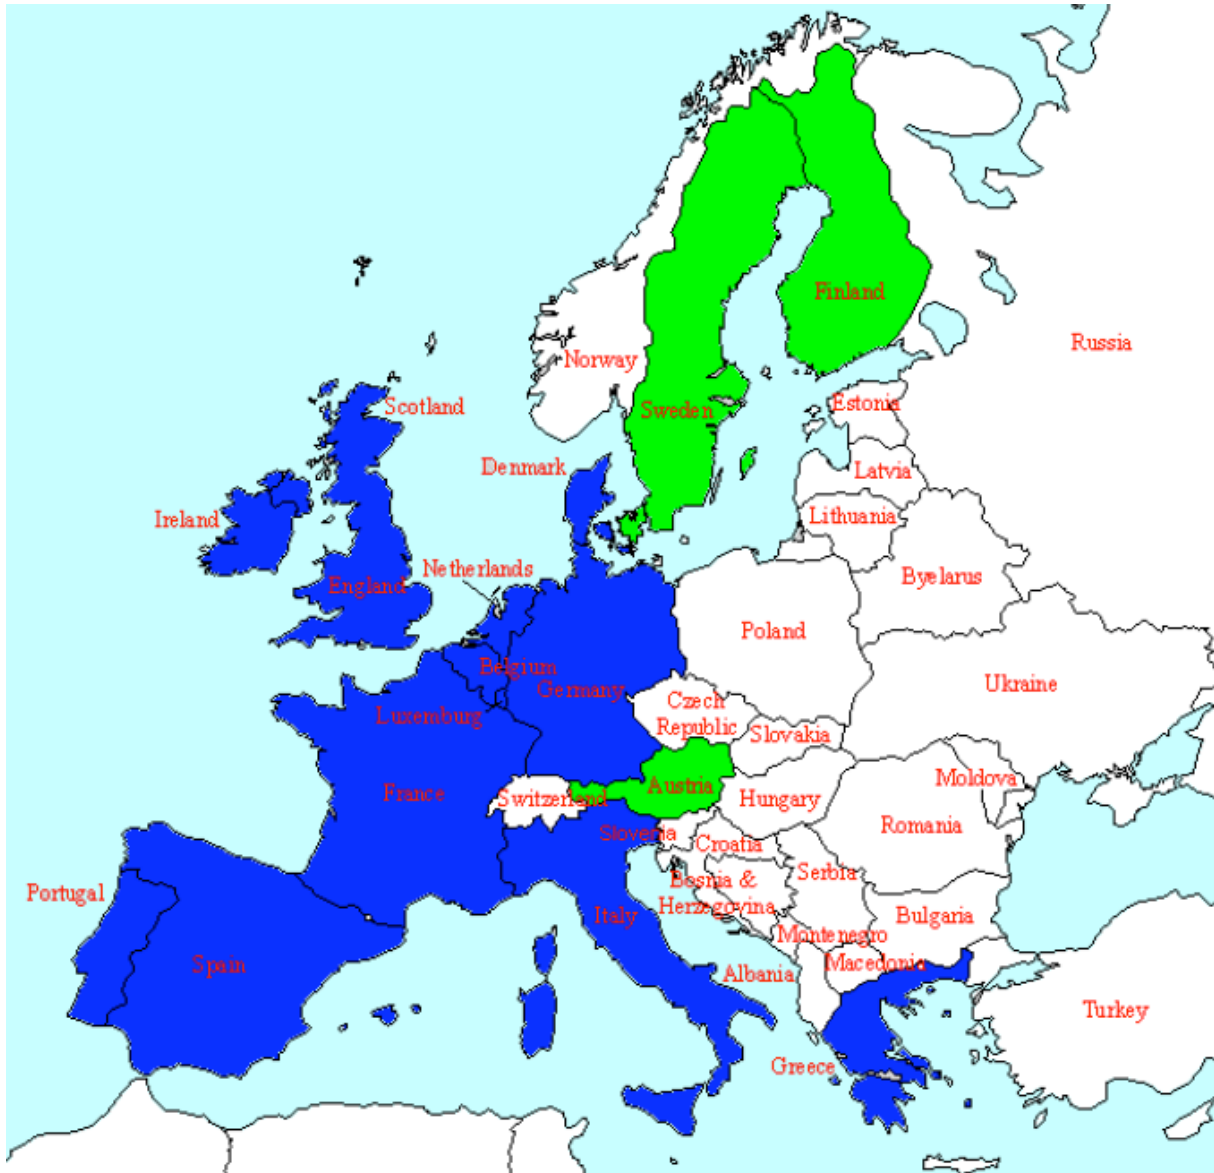 Finland
Russia
Norway
Estonia
Scotland
Sweden
Denmark
Latvia
Ireland
Lithuania
Netherlands
Byelarus
England
Poland
Belgium
Germany
Ukraine
Czech
Republic
Luxemburg
Slovakia
Moldova
Austria
France
Switzerland
Hungary
Romania
Slovenia
Croatia
Serbia
Bosnia &
Herzegovina
Portugal
Italy
Bulgaria
Montenegro
Spain
Macedonia
Albania
Turkey
Greece